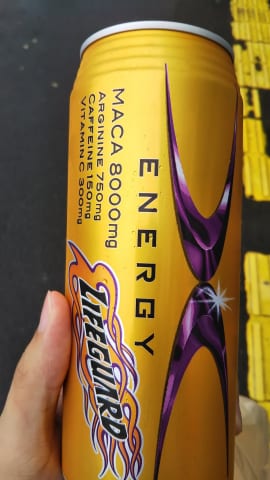 MACA 8000mg
ARGININE 750mg
CAFFEINE 150mg
VITAMIN C 300mg
ENERGY
LIFEGUARD